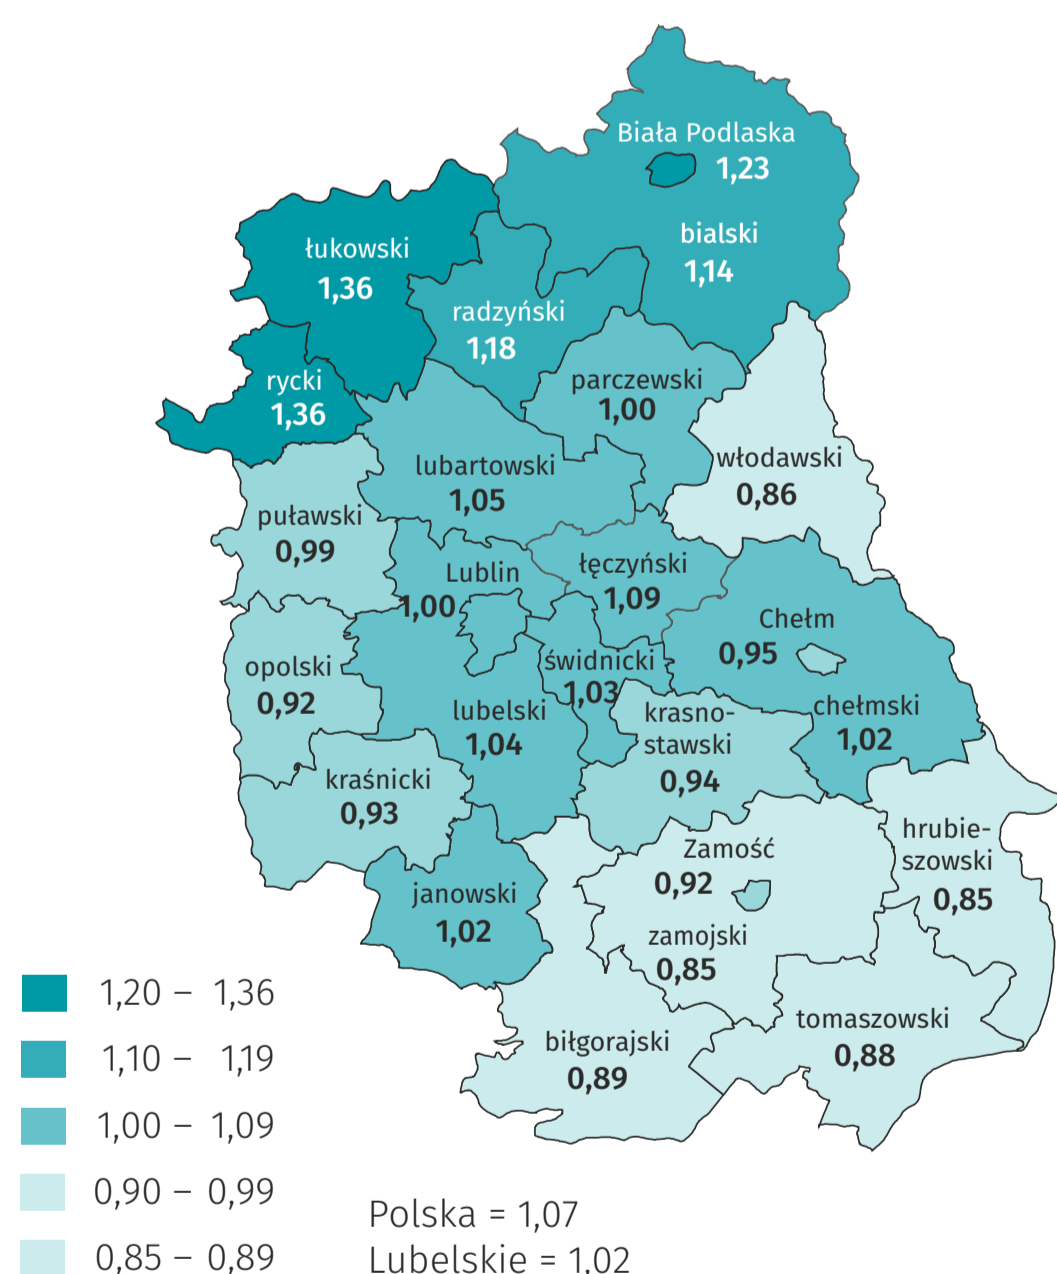 Biała Podlaska
1,23
bialski
1,14
łukowski
1,36
radzyński
1,18
rycki
1,36
parczewski
1,00
włodawski
0,86
lubartowski
1,05
puławski
0,99
Lublin
1,00
łęczyński
1,09
Chełm
0,95
opolski
0,92
świdnicki
1,03
lubelski
1,04
krasno-
stawski
0,94
chełmski
1,02
kraśnicki
0,93
hrubie-
szowski
0,85
Zamość
0,92
janowski
1,02
zamojski
0,85
tomaszowski
0,88
biłgorajski
0,89
1,20 – 1,36
1,10 – 1,19
1,00 – 1,09
0,90 – 0,99
0,85 – 0,89
Polska = 1,07
Lubelskie = 1,02